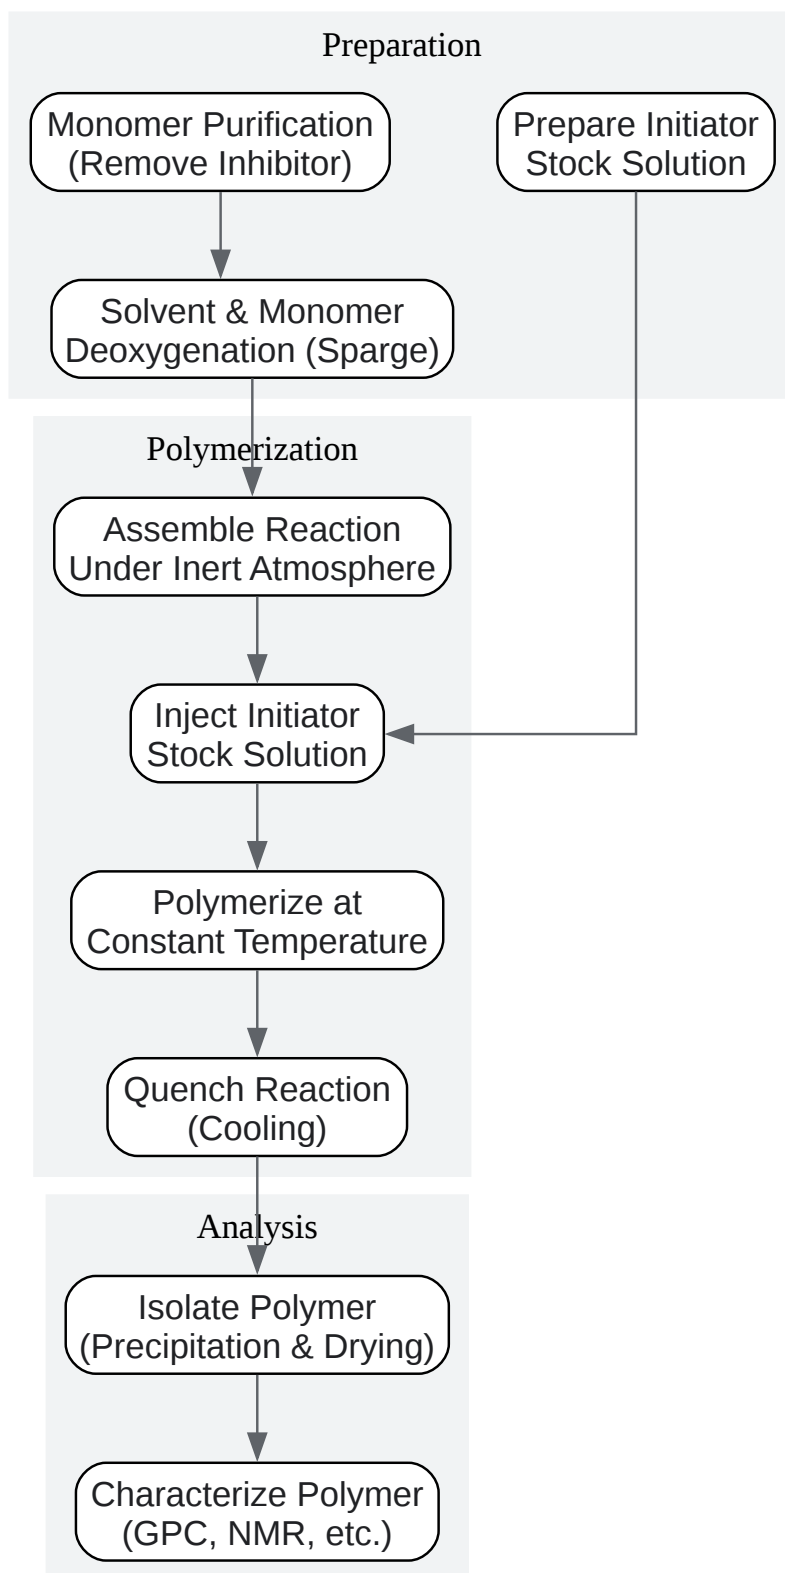 Preparation
Monomer Purification
(Remove Inhibitor)
Prepare Initiator
Stock Solution
Solvent & Monomer
Deoxygenation (Sparge)
Polymerization
Assemble Reaction
Under Inert Atmosphere
Inject Initiator
Stock Solution
Polymerize at
Constant Temperature
Quench Reaction
(Cooling)
Analysis
Isolate Polymer
(Precipitation & Drying)
Characterize Polymer
(GPC, NMR, etc.)